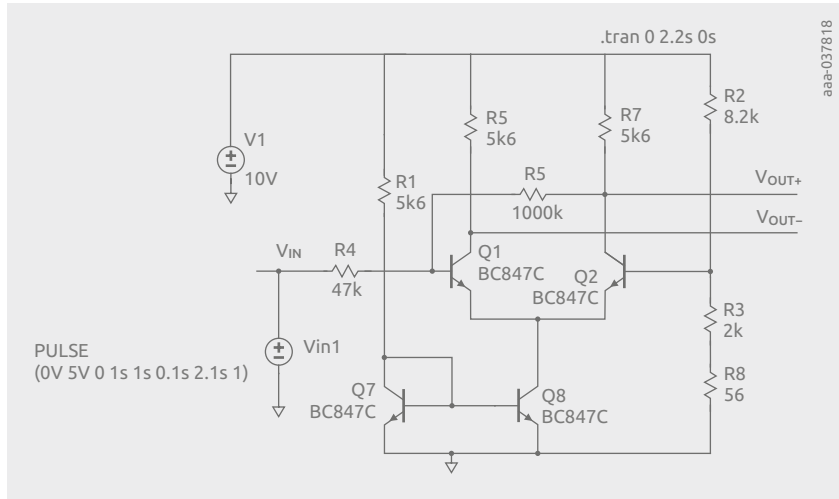 .tran 0 2.2s 0s
aaa-037818
R2
8.2k
R5
5k6
R7
5k6
V1
10V
R1
5k6
R5
1000k
VOUT+
VOUT−
VIN
R4
47k
Q1
BC847C
Q2
BC847C
R3
2k
PULSE
(0V 5V 0 1s 1s 0.1s 2.1s 1)
Vin1
Q7
BC847C
Q8
BC847C
R8
56